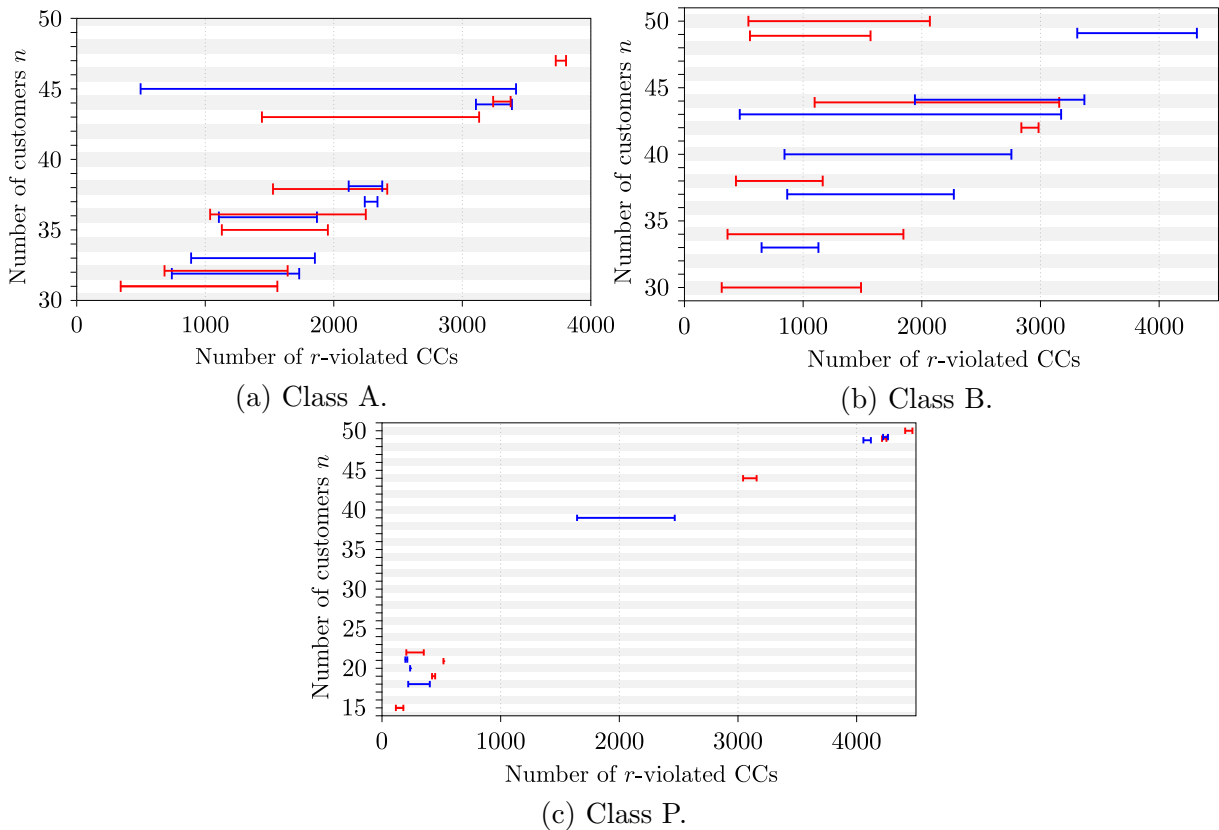 50
45
40
35
30
Number of customers n
0 1000 2000 3000 4000
Number of r-violated CCs
(a) Class A.
50
45
40
35
30
Number of customers n
0 1000 2000 3000 4000
Number of r-violated CCs
(b) Class B.
50
45
40
35
30
25
20
15
Number of customers n
0 1000 2000 3000 4000
Number of r-violated CCs
(c) Class P.